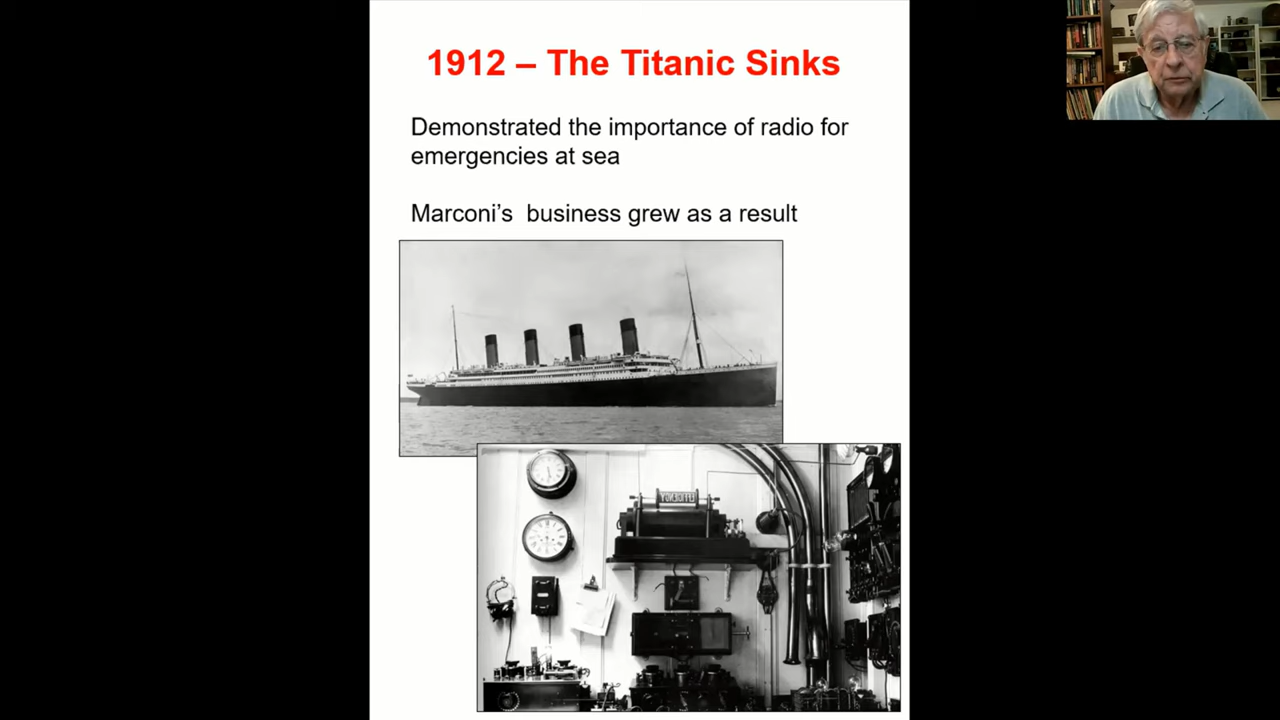 1912 – The Titanic Sinks
Demonstrated the importance of radio for
emergencies at sea
Marconi’s  business grew as a result